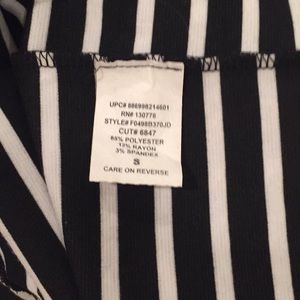 UPC# 886998214601
RN# 130778
STYLE# F0498B370JD
CUT# 6847
85% POLYESTER
12% RAYON
3% SPANDEX
S
CARE ON REVERSE